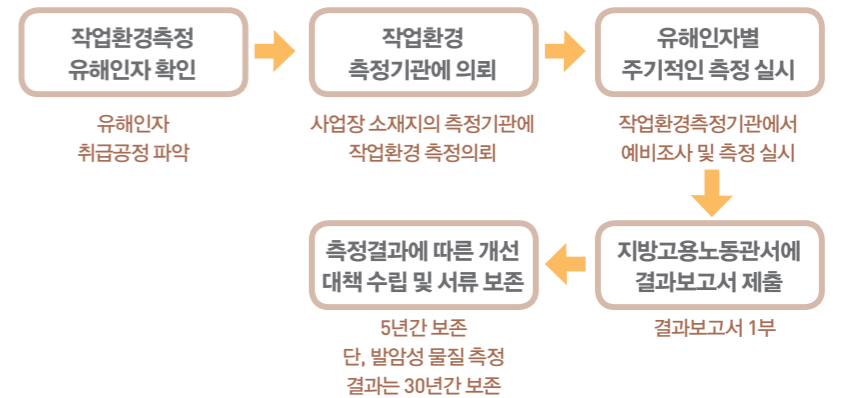 작업환경측정
유해인자 확인
유해인자
취급공정 파악
작업환경
측정기관에 의뢰
사업장 소재지의 측정기관에
작업환경 측정의뢰
유해인자별
주기적인 측정 실시
작업환경측정기관에서
예비조사 및 측정 실시
지방고용노동관서에
결과보고서 제출
결과보고서 1부
측정결과에 따른 개선
대책 수립 및 서류 보존
5년간 보존
단, 발암성 물질 측정
결과는 30년간 보존